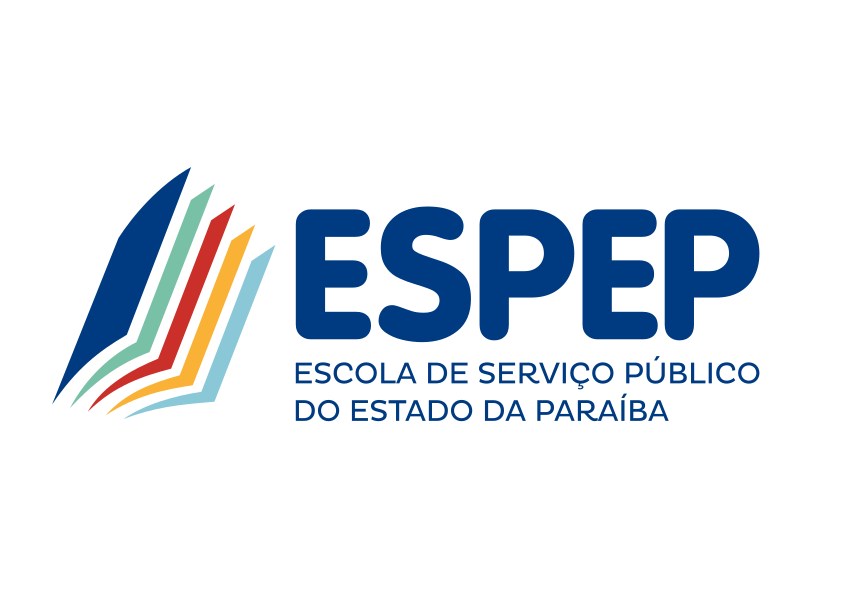 ESPEP
ESCOLA DE SERVIÇO PÚBLICO
DO ESTADO DA PARAÍBA